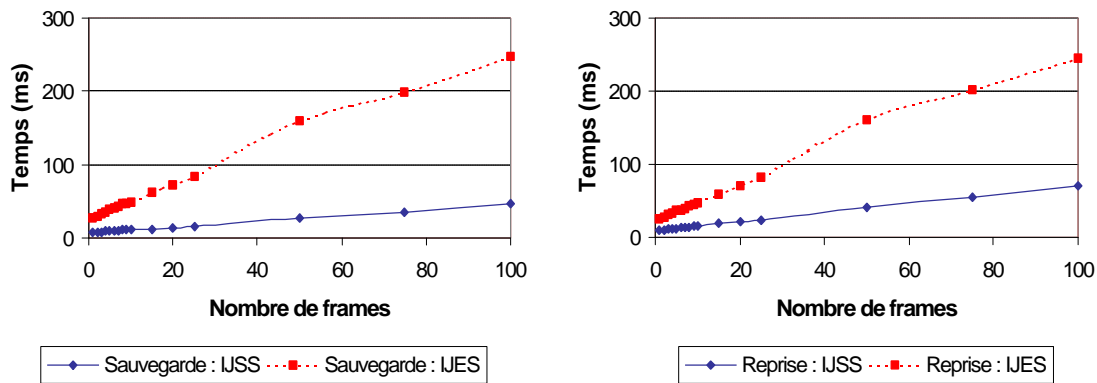 300
200
100
0
Temps (ms)
0 20 40 60 80 100
Nombre de frames
Sauvegarde : IJSS Sauvegarde : IJES
300
200
100
0
Temps (ms)
0 20 40 60 80 100
Nombre de frames
Reprise : IJSS Reprise : IJES